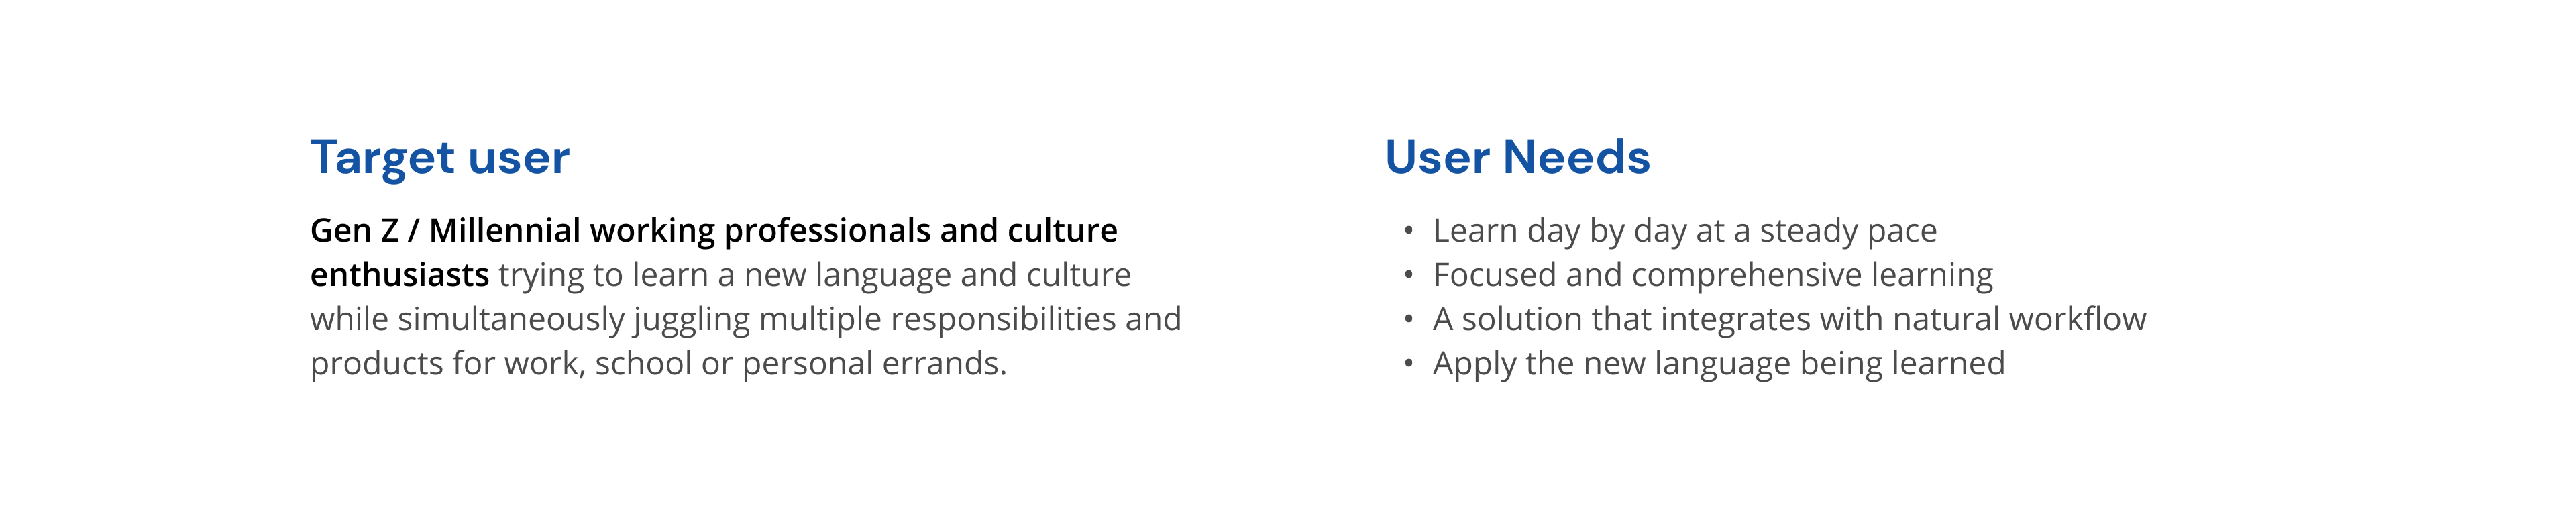 Target user
Gen Z / Millennial working professionals and culture
enthusiasts trying to learn a new language and culture
while simultaneously juggling multiple responsibilities and
products for work, school or personal errands.
User Needs
• Learn day by day at a steady pace
• Focused and comprehensive learning
• A solution that integrates with natural workflow
• Apply the new language being learned